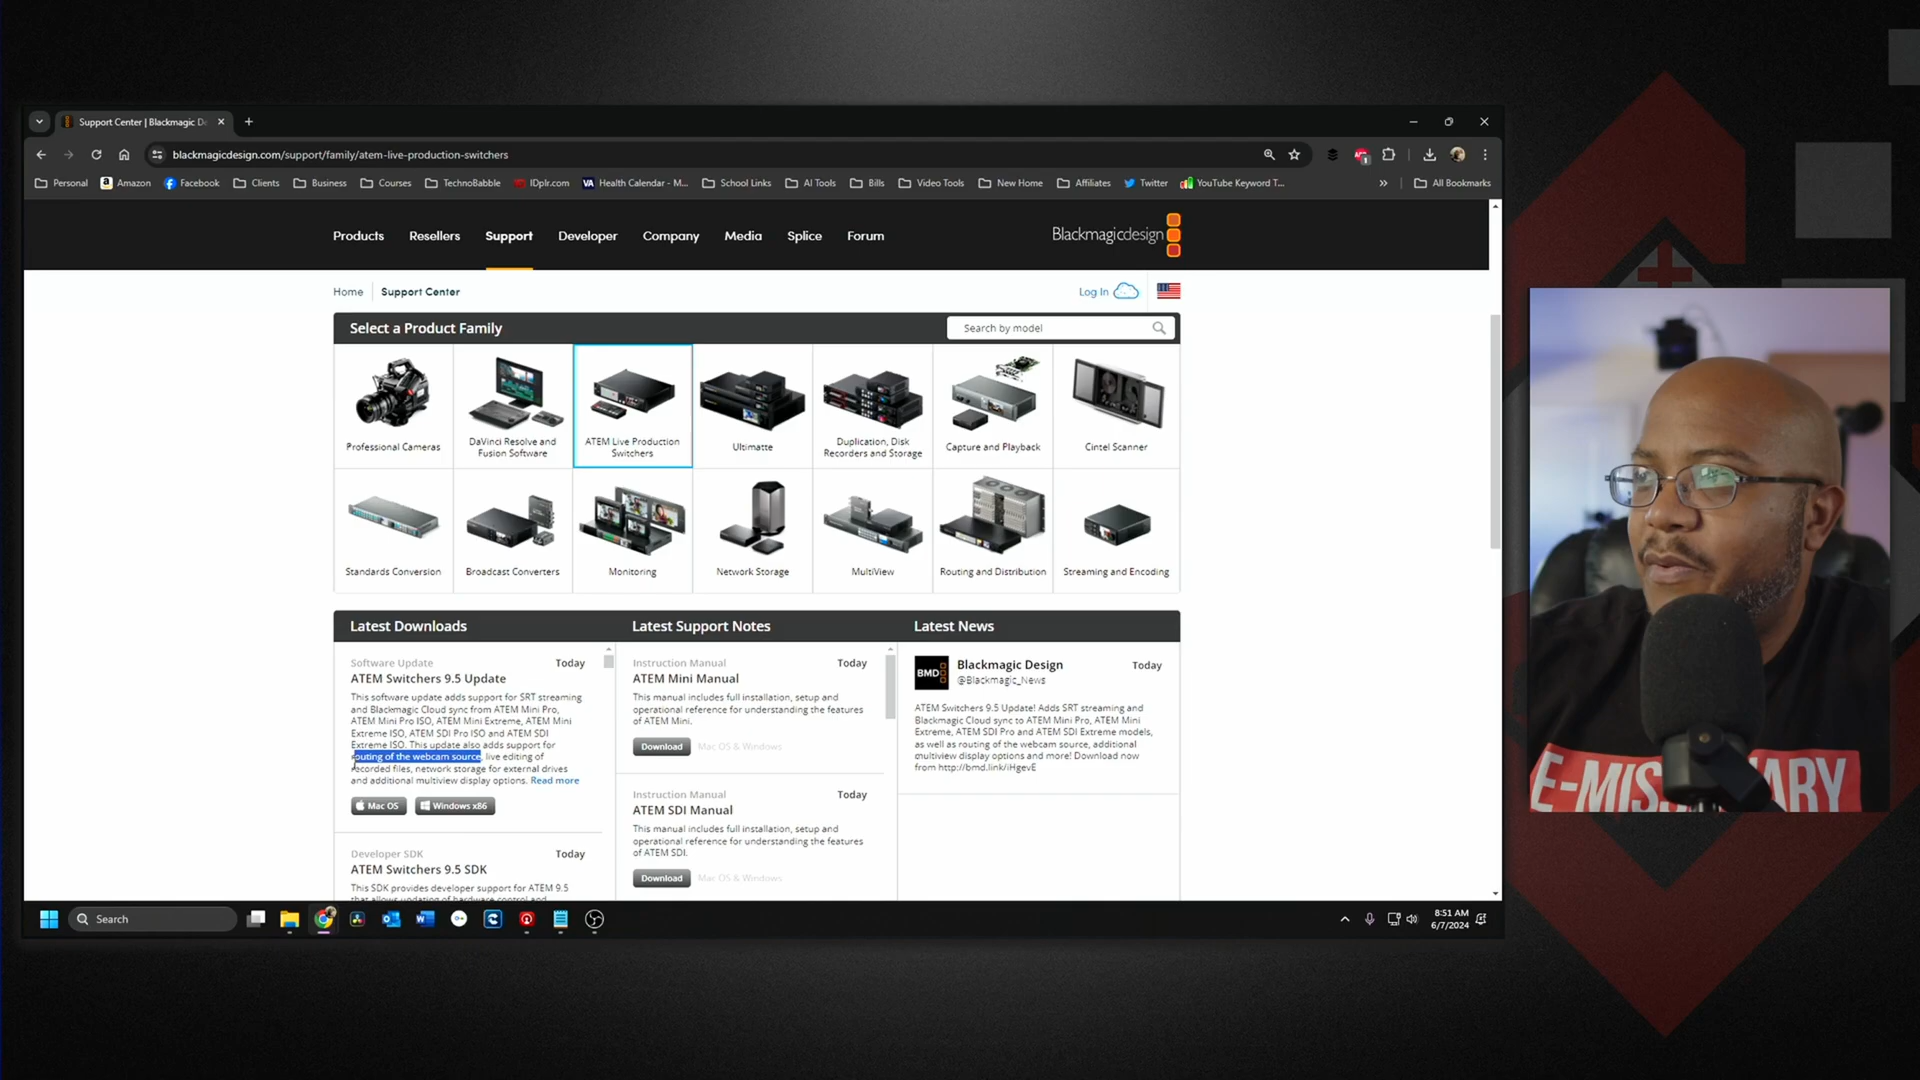 Support Center | Blackmagic De
blackmagicdesign.com/support/family/atem-live-production-switchers
Personal Amazon Facebook Clients Business Courses TechnoBabble IDplr.com VA Health Calendar - M... School Links AI Tools Bills Video Tools New Home Affiliates Twitter YouTube Keyword T... » All Bookmarks
Products Resellers Support Developer Company Media Splice Forum Blackmagicdesign
Home Support Center Log In
Select a Product Family Search by model
Professional Cameras
DaVinci Resolve and
Fusion Software
ATEM Live Production
Switchers
Ultimatte
Duplication, Disk
Recorders and Storage
Capture and Playback
Cintel Scanner
Standards Conversion
Broadcast Converters
Monitoring
Network Storage
MultiView
Routing and Distribution
Streaming and Encoding
Latest Downloads
Software Update Today
ATEM Switchers 9.5 Update
This software update adds support for SRT streaming
and Blackmagic Cloud sync from ATEM Mini Pro,
ATEM Mini Pro ISO, ATEM Mini Extreme, ATEM Mini
Extreme ISO, ATEM SDI Pro ISO and ATEM SDI
Extreme ISO. This update also adds support for
routing of the webcam source, live editing of
recorded files, network storage for external drives
and additional multiview display options. Read more
Mac OS Windows x86
Developer SDK Today
ATEM Switchers 9.5 SDK
This SDK provides developer support for ATEM 9.5
that allows updating of hardware control and
Latest Support Notes
Instruction Manual Today
ATEM Mini Manual
This manual includes full installation, setup and
operational reference for understanding the features
of ATEM Mini.
Download Mac OS & Windows
Instruction Manual Today
ATEM SDI Manual
This manual includes full installation, setup and
operational reference for understanding the features
of ATEM SDI.
Download Mac OS & Windows
Latest News
BMD
Blackmagic Design Today
@Blackmagic_News
ATEM Switchers 9.5 Update! Adds SRT streaming and
Blackmagic Cloud sync to ATEM Mini Pro, ATEM Mini
Extreme, ATEM SDI Pro and ATEM SDI Extreme models,
as well as routing of the webcam source, additional
multiview display options and more! Download now
from http://bmd.link/iHgevE
E-MISSIONARY
Search
8:51 AM
6/7/2024